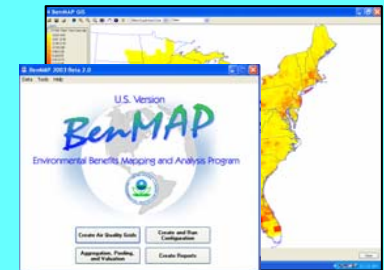 BenMAP GIS
BenMAP 2003 Beta 2.0
Data Tools Help
U.S. Version
BenMAP
Environmental Benefits Mapping and Analysis Program
Create Air Quality Grids
Create and Run
Configuration
Aggregation, Pooling,
and Valuation
Create Reports